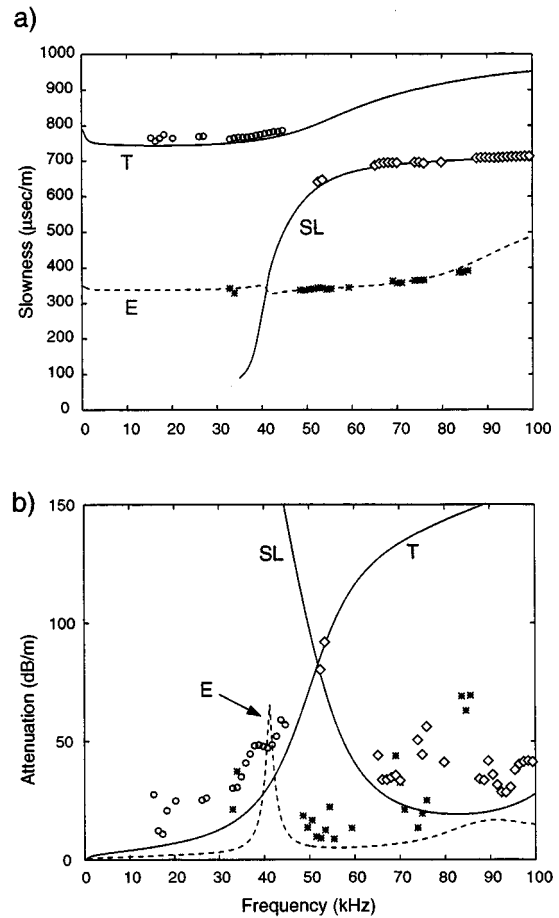 a)
1000
900
800
700
600
500
400
300
200
100
0
Slowness (μsec/m)
T
SL
E
0 10 20 30 40 50 60 70 80 90 100
b)
150
100
50
0
Attenuation (dB/m)
SL
T
E
0 10 20 30 40 50 60 70 80 90 100
Frequency (kHz)